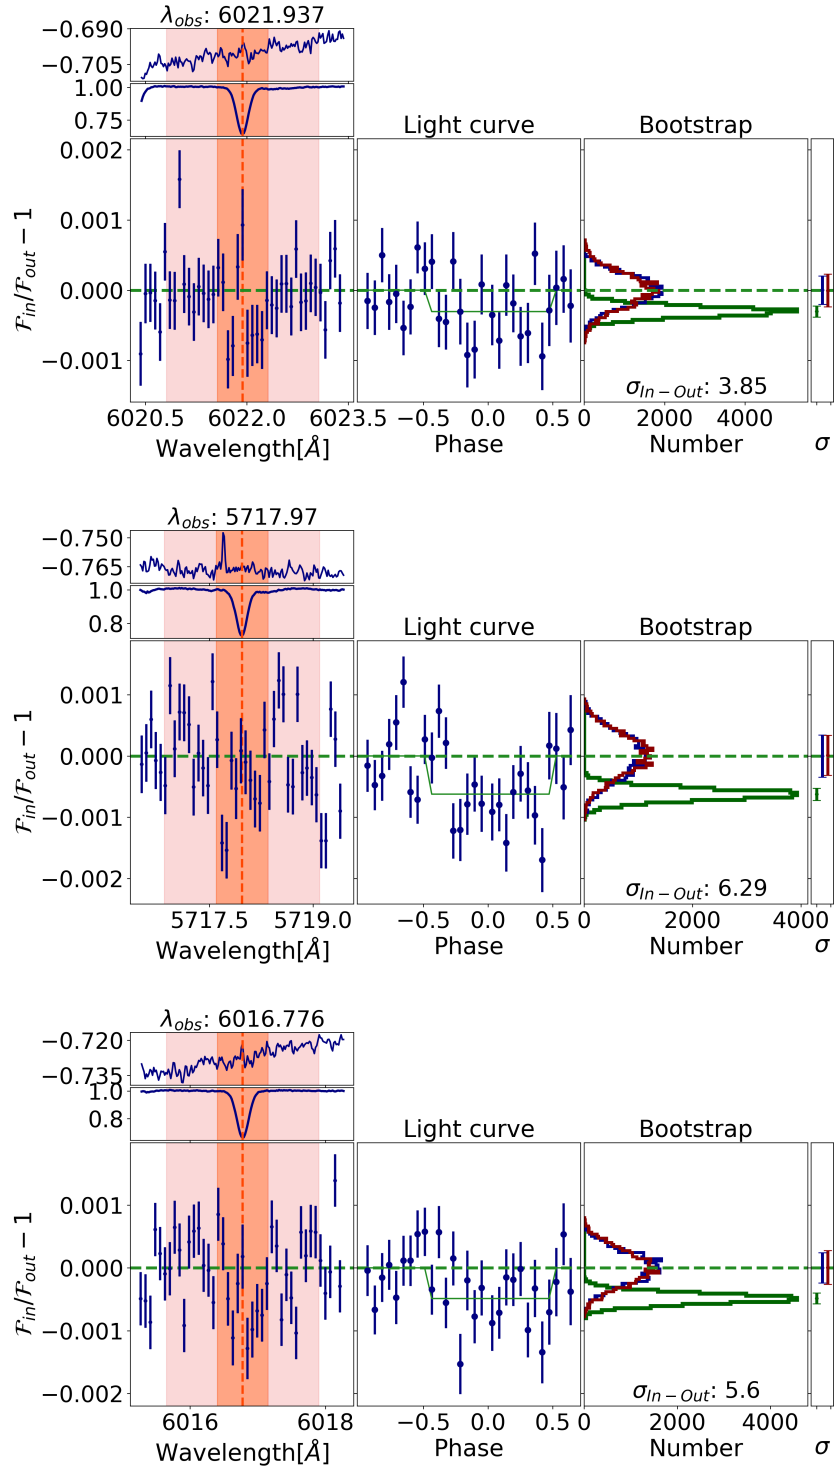 λobs: 6021.937
−0.690
−0.705
1.00
0.75
Light curve
Bootstrap
0.002
0.001
0.000
−0.001
ℱin/ℱout − 1
σIn−Out: 3.85
6020.5 6022.0 6023.5 −0.5 0.0 0.5 0 2000 4000
Wavelength[Å] Phase Number σ
λobs: 5717.97
−0.750
−0.765
1.0
0.8
Light curve
Bootstrap
0.001
0.000
−0.001
−0.002
ℱin/ℱout − 1
σIn−Out: 6.29
5717.5 5719.0 −0.5 0.0 0.5 0 2000 4000
Wavelength[Å] Phase Number σ
λobs: 6016.776
−0.720
−0.735
1.0
0.8
Light curve
Bootstrap
0.001
0.000
−0.001
−0.002
ℱin/ℱout − 1
σIn−Out: 5.6
6016 6018 −0.5 0.0 0.5 0 2000 4000
Wavelength[Å] Phase Number σ